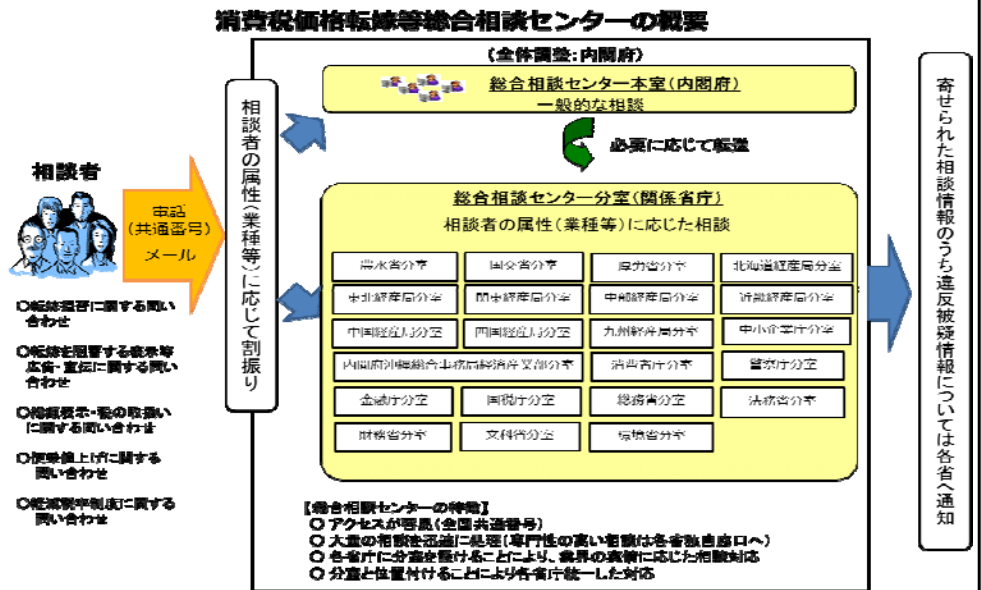 消費税価格転嫁等総合相談センターの概要
(全体調整:内閣府)
総合相談センター本室(内閣府)
一般的な相談
必要に応じて転送
相談者
電話
(共通番号)
メール
相談者の属性(業種等)に応じて割振り
総合相談センター分室(関係省庁)
相談者の属性(業種等)に応じた相談
農水省分室
国交省分室
厚労省分室
北海道経産局分室
東北経産局分室
関東経産局分室
中部経産局分室
近畿経産局分室
中国経産局分室
四国経産局分室
九州経産局分室
中小企業庁分室
内閣府沖縄総合事務局経済産業部分室
消費者庁分室
警察庁分室
金融庁分室
国税庁分室
総務省分室
法務省分室
財務省分室
文科省分室
環境省分室
○転嫁拒否に関する問い
合わせ
○転嫁を阻害する表示等
広告・宣伝に関する問い
合わせ
○総額表示・税の取扱い
に関する問い合わせ
○便乗値上げに関する
問い合わせ
○軽減税率制度に関する
問い合わせ
【総合相談センターの特徴】
○ アクセスが容易(全国共通番号)
○ 大量の相談を迅速に処理(専門性の高い相談は各省独自窓口へ)
○ 各省庁に分室を設けることにより、業界の実情に応じた相談対応
○ 分室と位置付けることにより各省庁統一した対応
寄せられた相談情報のうち違反被疑情報については各省へ通知